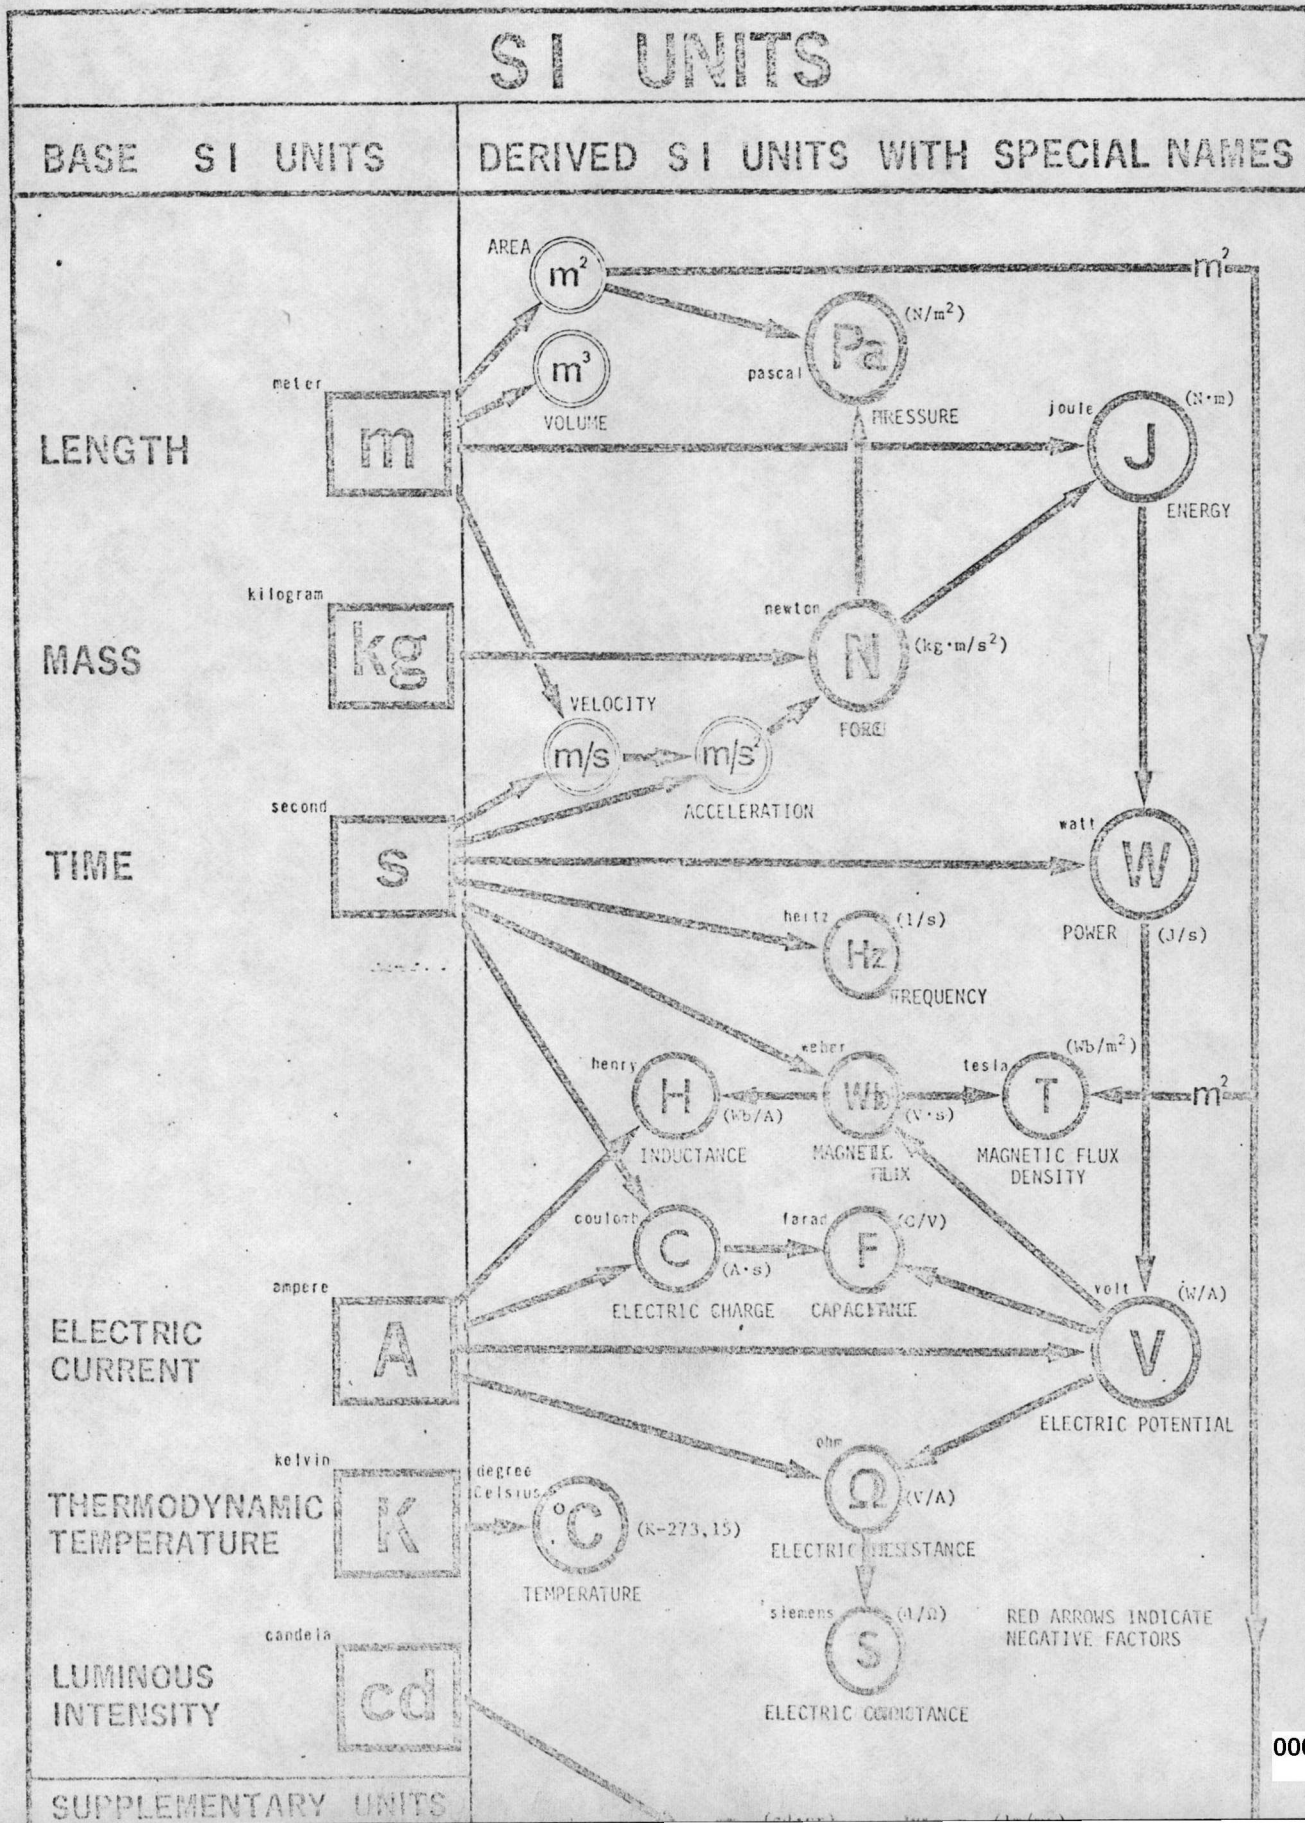 SI UNITS
BASE SI UNITS
DERIVED SI UNITS WITH SPECIAL NAMES
AREA
m²
m²
(N/m²)
Pa
pascal
PRESSURE
m³
VOLUME
meter
LENGTH
m
joule
(N·m)
J
ENERGY
kilogram
MASS
kg
newton
N
(kg·m/s²)
FORCE
VELOCITY
m/s
m/s²
ACCELERATION
second
TIME
s
watt
W
POWER
(J/s)
hertz
(1/s)
Hz
FREQUENCY
henry
H
(Wb/A)
INDUCTANCE
weber
Wb
(V·s)
MAGNETIC
FLUX
tesla
(Wb/m²)
T
m²
MAGNETIC FLUX
DENSITY
coulomb
C
(A·s)
ELECTRIC CHARGE
farad
(C/V)
F
CAPACITANCE
ampere
ELECTRIC
CURRENT
A
volt
(W/A)
V
ELECTRIC POTENTIAL
ohm
Ω
(V/A)
ELECTRIC RESISTANCE
kelvin
THERMODYNAMIC
TEMPERATURE
K
degree
Celsius
°C
(K-273,15)
TEMPERATURE
siemens
(1/Ω)
S
ELECTRIC CONDUCTANCE
RED ARROWS INDICATE
NEGATIVE FACTORS
candela
LUMINOUS
INTENSITY
cd
000
SUPPLEMENTARY UNITS